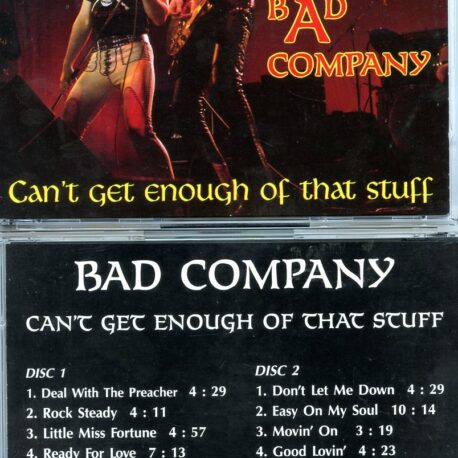 BAD
COMPANY
Can't get enough of that stuff
BAD COMPANY
CAN'T GET ENOUGH OF THAT STUFF
DISC 1
1. Deal With The Preacher 4 : 29
2. Rock Steady 4 : 11
3. Little Miss Fortune 4 : 57
4. Ready For Love 7 : 13
DISC 2
1. Don't Let Me Down 4 : 29
2. Easy On My Soul 10 : 14
3. Movin' On 3 : 19
4. Good Lovin' 4 : 23